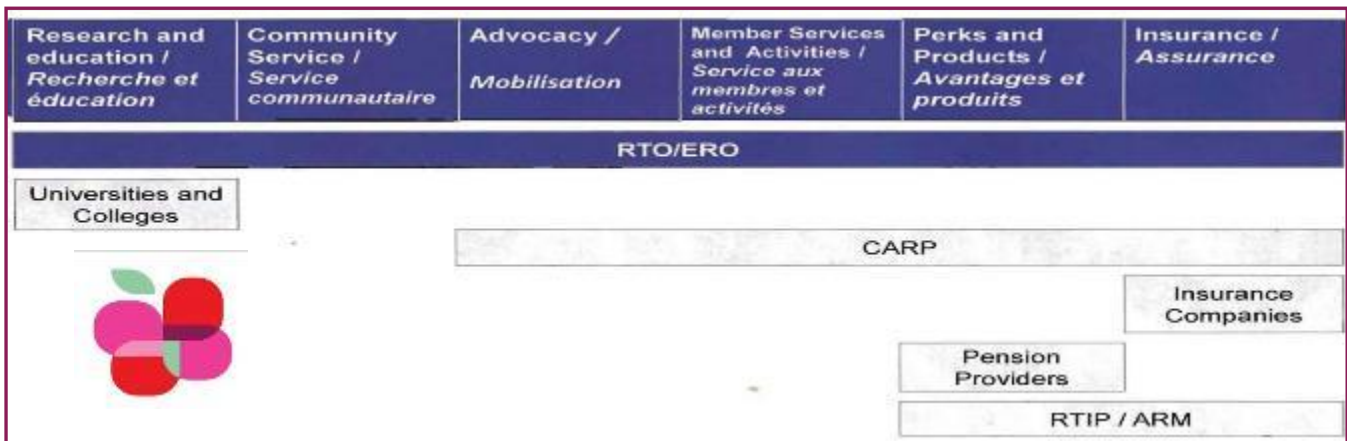 Research and
education /
Recherche et
éducation
Community
Service /
Service
communautaire
Advocacy /
Mobilisation
Member Services
and Activities /
Service aux
membres et
activités
Perks and
Products /
Avantages et
produits
Insurance /
Assurance
RTO/ERO
Universities and
Colleges
CARP
Insurance
Companies
Pension
Providers
RTIP / ARM